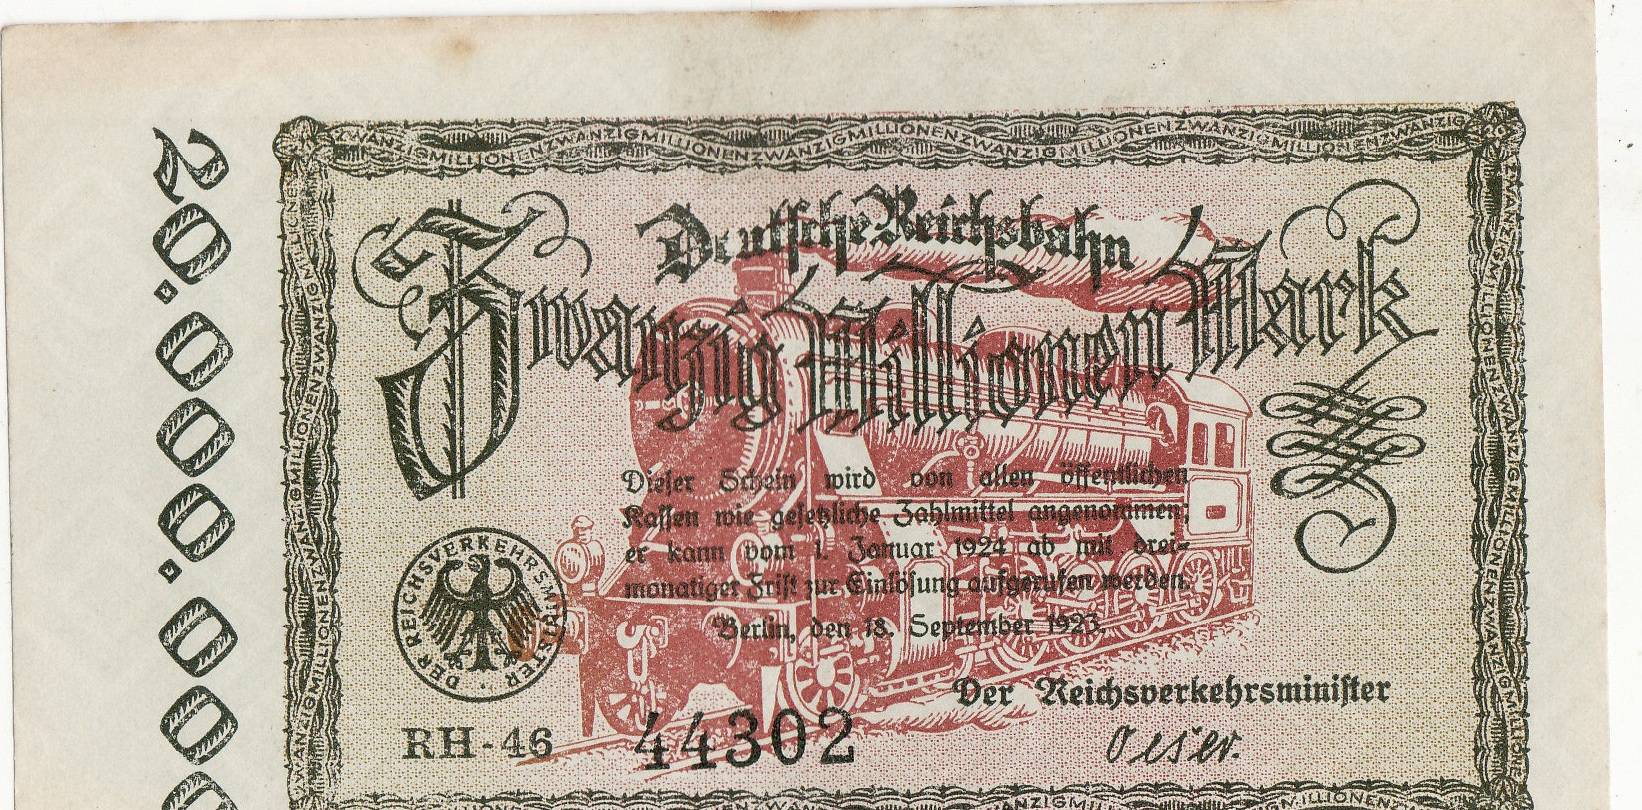 Deutsche Reichsbahn
Zwanzig Millionen Mark
Dieser Schein wird von allen öffentlichen
Kassen wie gesetzliche Zahlmittel angenommen;
er kann vom 1. Januar 1924 ab mit drei-
monatiger Frist zur Einlösung aufgerufen werden.
Berlin, den 18. September 1923.
Der Reichsverkehrsminister
Oeser.
DER REICHSVERKEHRSMINISTER
RH-46 44302
20.000.000
ZWANZIGMILLIONENZWANZIGMILLIONENZWANZIGMILLIONENZWANZIGMILLIONENZWANZIGMILLIONENZWANZIG